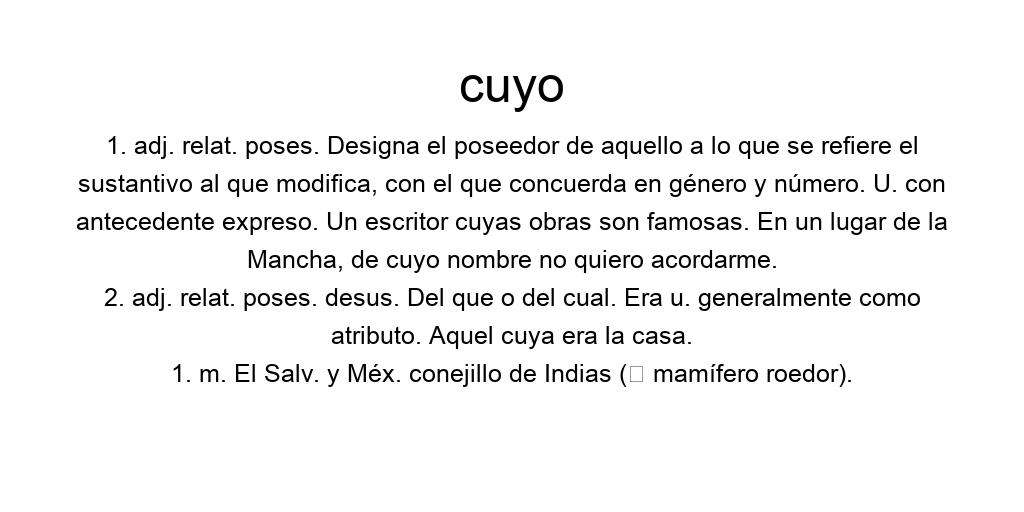 cuyo
1. adj. relat. poses. Designa el poseedor de aquello a lo que se refiere el
sustantivo al que modifica, con el que concuerda en género y número. U. con
antecedente expreso. Un escritor cuyas obras son famosas. En un lugar de la
Mancha, de cuyo nombre no quiero acordarme.
2. adj. relat. poses. desus. Del que o del cual. Era u. generalmente como
atributo. Aquel cuya era la casa.
1. m. El Salv. y Méx. conejillo de Indias (▯ mamífero roedor).